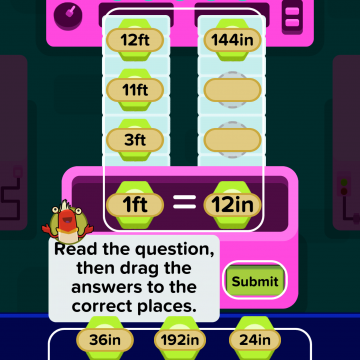 12ft 144in
11ft
3ft
1ft = 12in
Read the question,
then drag the
answers to the
correct places.
Submit
36in 192in 24in